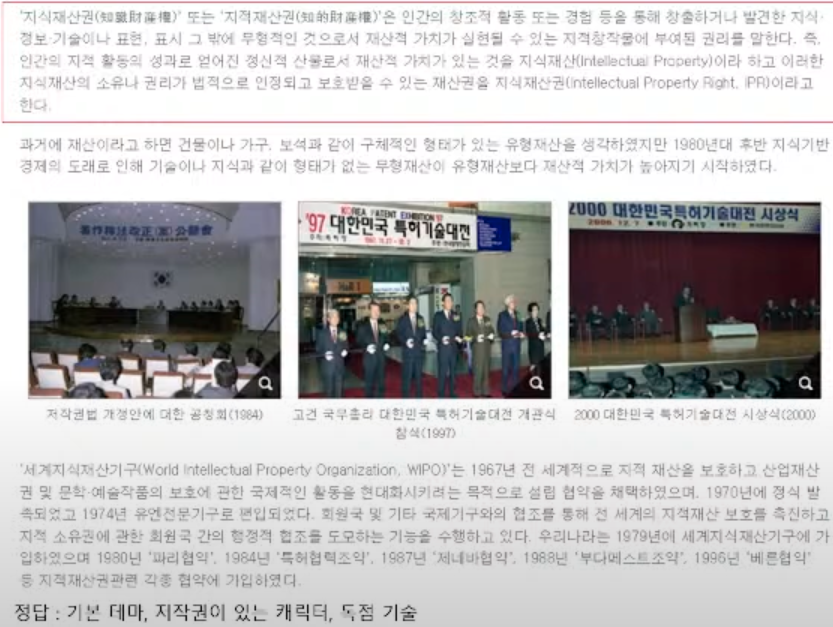 '지식재산권(知識財産權)' 또는 '지적재산권(知的財産權)'은 인간의 창조적 활동 또는 경험 등을 통해 창출하거나 발견한 지식·
정보·기술이나 표현, 표시 그 밖에 무형적인 것으로서 재산적 가치가 실현될 수 있는 지적창작물에 부여된 권리를 말한다. 즉,
인간의 지적 활동의 성과로 얻어진 정신적 산물로서 재산적 가치가 있는 것을 지식재산(Intellectual Property)이라 하고 이러한
지식재산의 소유나 권리가 법적으로 인정되고 보호받을 수 있는 재산권을 지식재산권(Intellectual Property Right, IPR)이라고
한다.
과거에 재산이라고 하면 건물이나 가구, 보석과 같이 구체적인 형태가 있는 유형재산을 생각하였지만 1980년대 후반 지식기반
경제의 도래로 인해 기술이나 지식과 같이 형태가 없는 무형재산이 유형재산보다 재산적 가치가 높아지기 시작하였다.
著作權法改正(案) 公聽會
KOREA PATENT EXHIBITION 97
'97 대한민국특허기술대전
Hall 1
2000 대한민국특허기술대전 시상식
저작권법 개정안에 대한 공청회(1984)
고건 국무총리 대한민국 특허기술대전 개관식
참석(1997)
2000 대한민국 특허기술대전 시상식(2000)
'세계지식재산기구(World Intellectual Property Organization, WIPO)'는 1967년 전 세계적으로 지적 재산을 보호하고 산업재산
권 및 문학·예술작품의 보호에 관한 국제적인 활동을 현대화시키려는 목적으로 설립 협약을 채택하였으며, 1970년에 정식 발
족되었고 1974년 유엔전문기구로 편입되었다. 회원국 및 기타 국제기구와의 협조를 통해 전 세계의 지적재산 보호를 촉진하고
지적 소유권에 관한 회원국 간의 행정적 협조를 도모하는 기능을 수행하고 있다. 우리나라는 1979년에 세계지식재산기구에 가
입하였으며 1980년 '파리협약', 1984년 '특허협력조약', 1987년 '제네바협약', 1988년 '부다페스트조약', 1996년 '베른협약'
등 지적재산권관련 각종 협약에 가입하였다.
정답 : 기본 테마, 지작권이 있는 캐릭터, 독점 기술